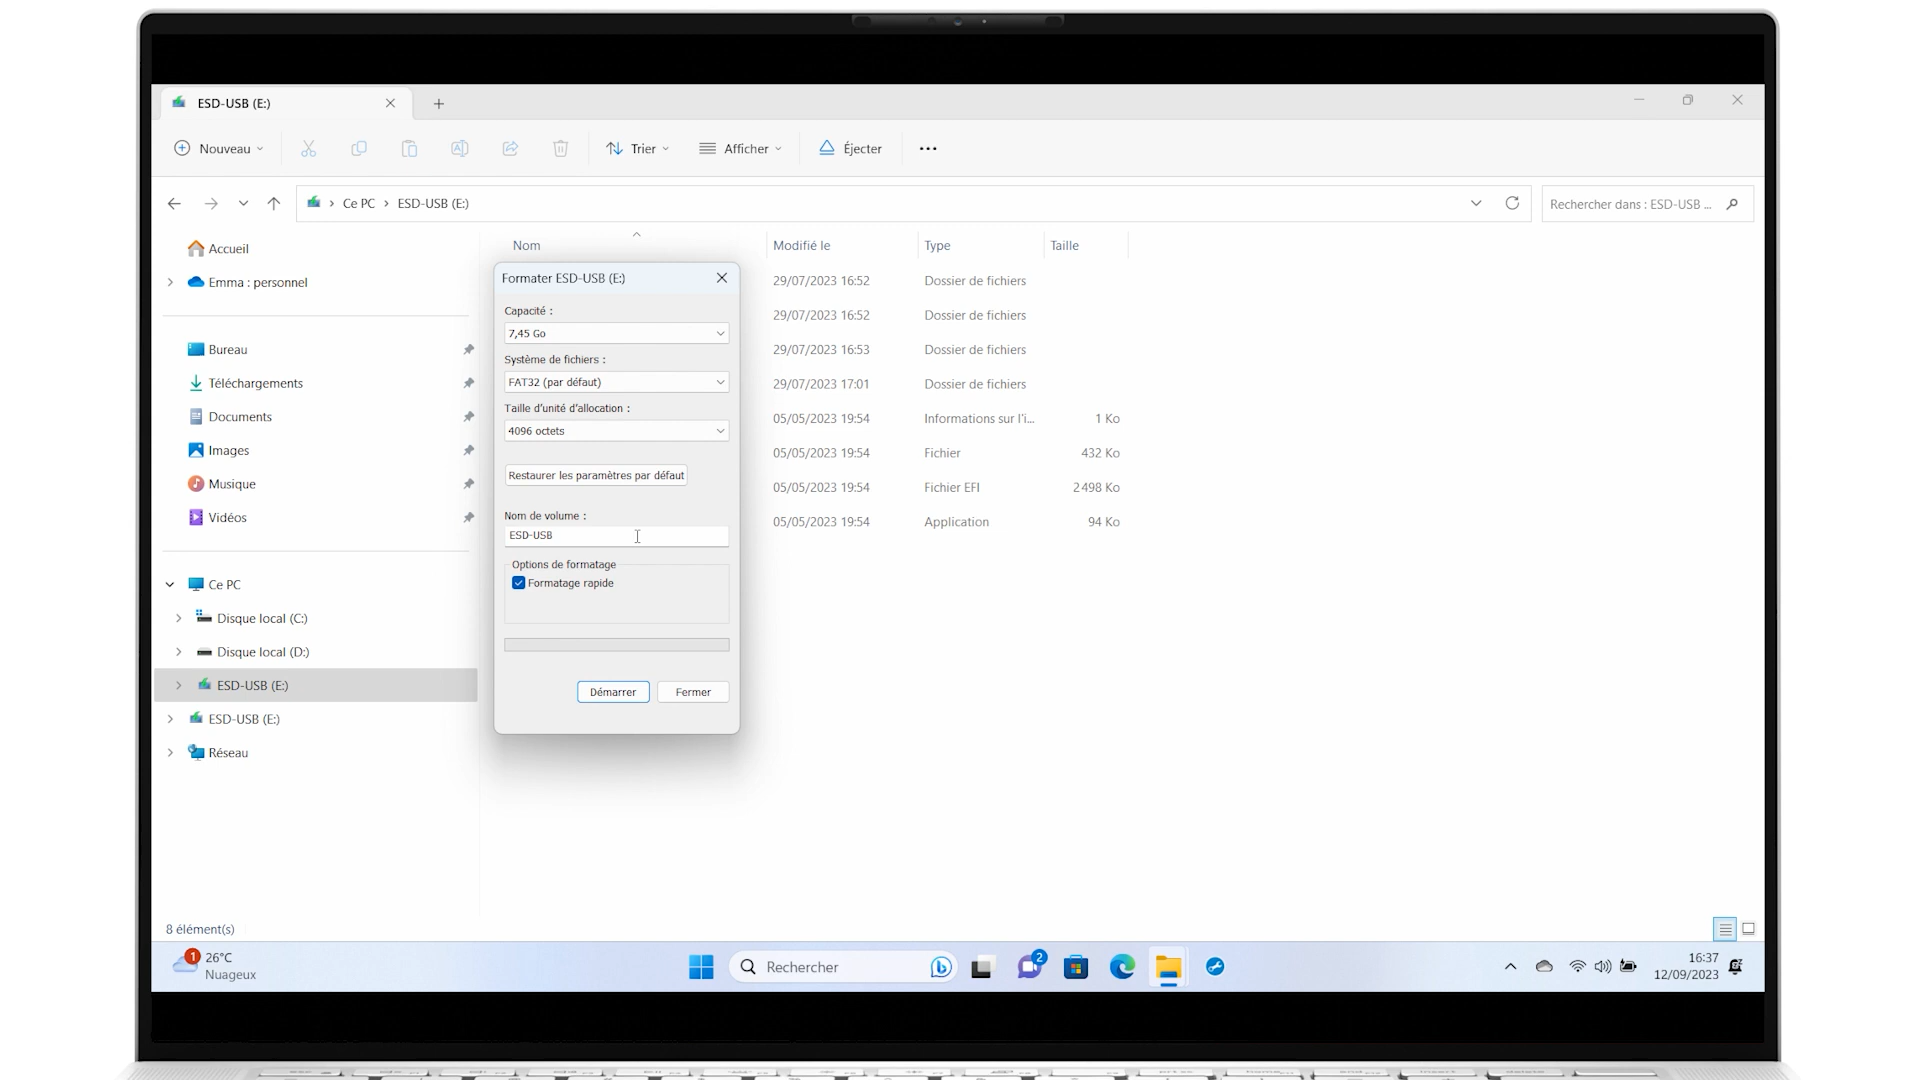 ESD-USB (E:)
Nouveau
Trier
Afficher
Éjecter
Ce PC
ESD-USB (E:)
Rechercher dans : ESD-USB ...
Accueil
Emma : personnel
Bureau
Téléchargements
Documents
Images
Musique
Vidéos
Ce PC
Disque local (C:)
Disque local (D:)
ESD-USB (E:)
ESD-USB (E:)
Réseau
Nom Modifié le Type Taille
29/07/2023 16:52 Dossier de fichiers
29/07/2023 16:52 Dossier de fichiers
29/07/2023 16:53 Dossier de fichiers
29/07/2023 17:01 Dossier de fichiers
05/05/2023 19:54 Informations sur l'i... 1 Ko
05/05/2023 19:54 Fichier 432 Ko
05/05/2023 19:54 Fichier EFI 2 498 Ko
05/05/2023 19:54 Application 94 Ko
Formater ESD-USB (E:)
Capacité :
7,45 Go
Système de fichiers :
FAT32 (par défaut)
Taille d'unité d'allocation :
4096 octets
Restaurer les paramètres par défaut
Nom de volume :
ESD-USB
Options de formatage
Formatage rapide
Démarrer Fermer
8 élément(s)
1
26°C
Nuageux
Rechercher
2
16:37
12/09/2023